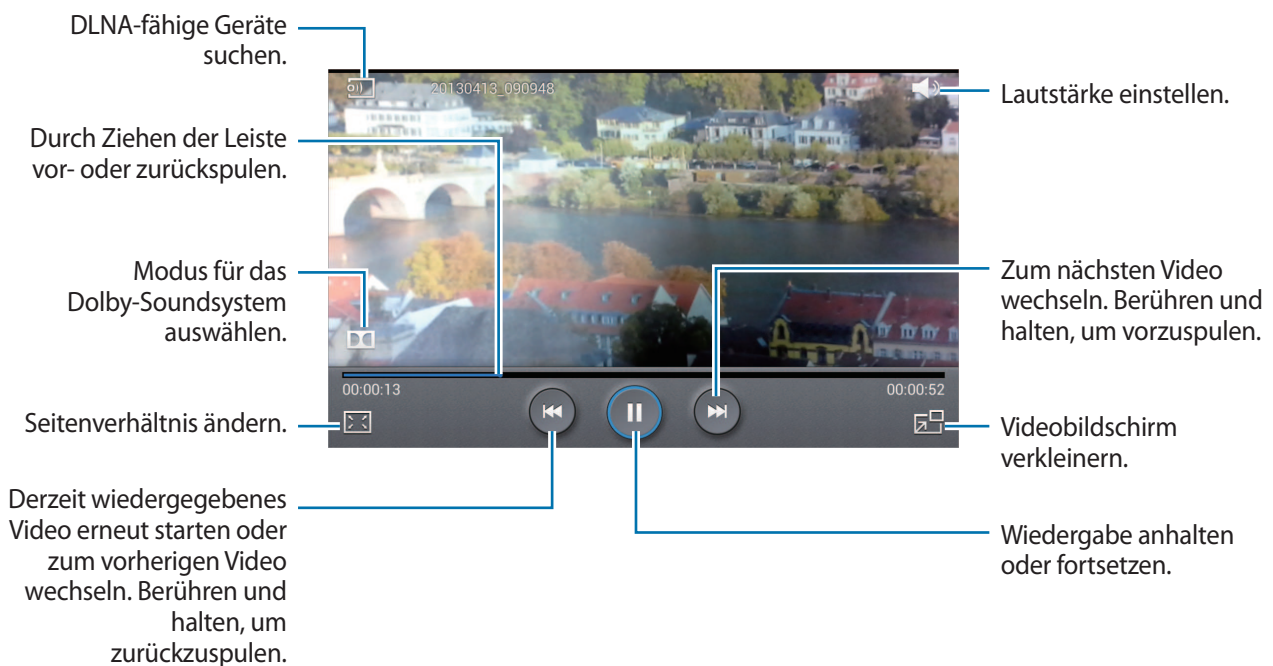 DLNA-fähige Geräte
suchen.
20130413_090948
Lautstärke einstellen.
Durch Ziehen der Leiste
vor- oder zurückspulen.
Modus für das
Dolby-Soundsystem
auswählen.
Zum nächsten Video
wechseln. Berühren und
halten, um vorzuspulen.
00:00:13
00:00:52
Seitenverhältnis ändern.
Videobildschirm
verkleinern.
Derzeit wiedergegebenes
Video erneut starten oder
zum vorherigen Video
wechseln. Berühren und
halten, um
zurückzuspulen.
Wiedergabe anhalten
oder fortsetzen.